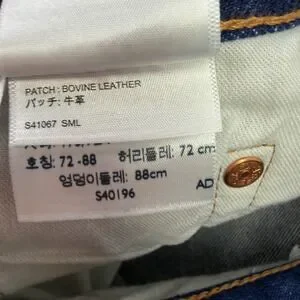 PATCH : BOVINE LEATHER
パッチ: 牛革
S41067 SML
호칭: 72-88 허리둘레: 72 cm
엉덩이둘레: 88cm
S40196 AD